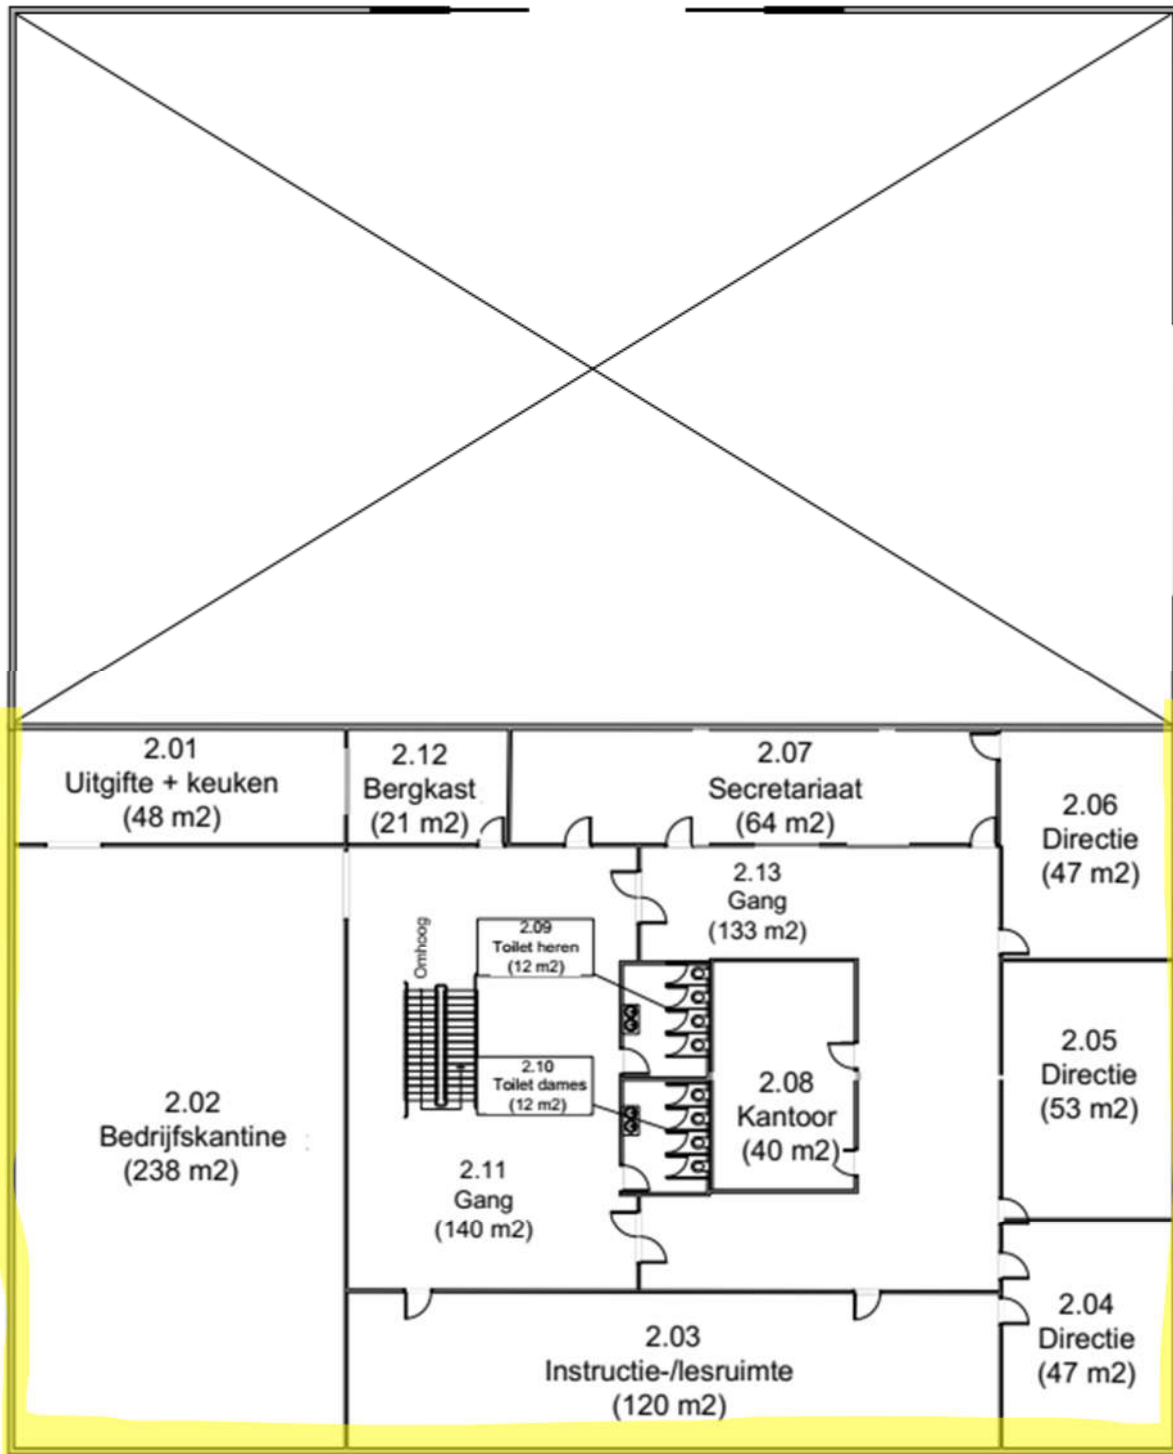 2.01
Uitgifte + keuken
(48 m2)
2.12
Bergkast
(21 m2)
2.07
Secretariaat
(64 m2)
2.06
Directie
(47 m2)
2.13
Gang
(133 m2)
Omhoog
2.09
Toilet heren
(12 m2)
2.10
Toilet dames
(12 m2)
2.08
Kantoor
(40 m2)
2.05
Directie
(53 m2)
2.02
Bedrijfskantine
(238 m2)
2.11
Gang
(140 m2)
2.04
Directie
(47 m2)
2.03
Instructie-/lesruimte
(120 m2)